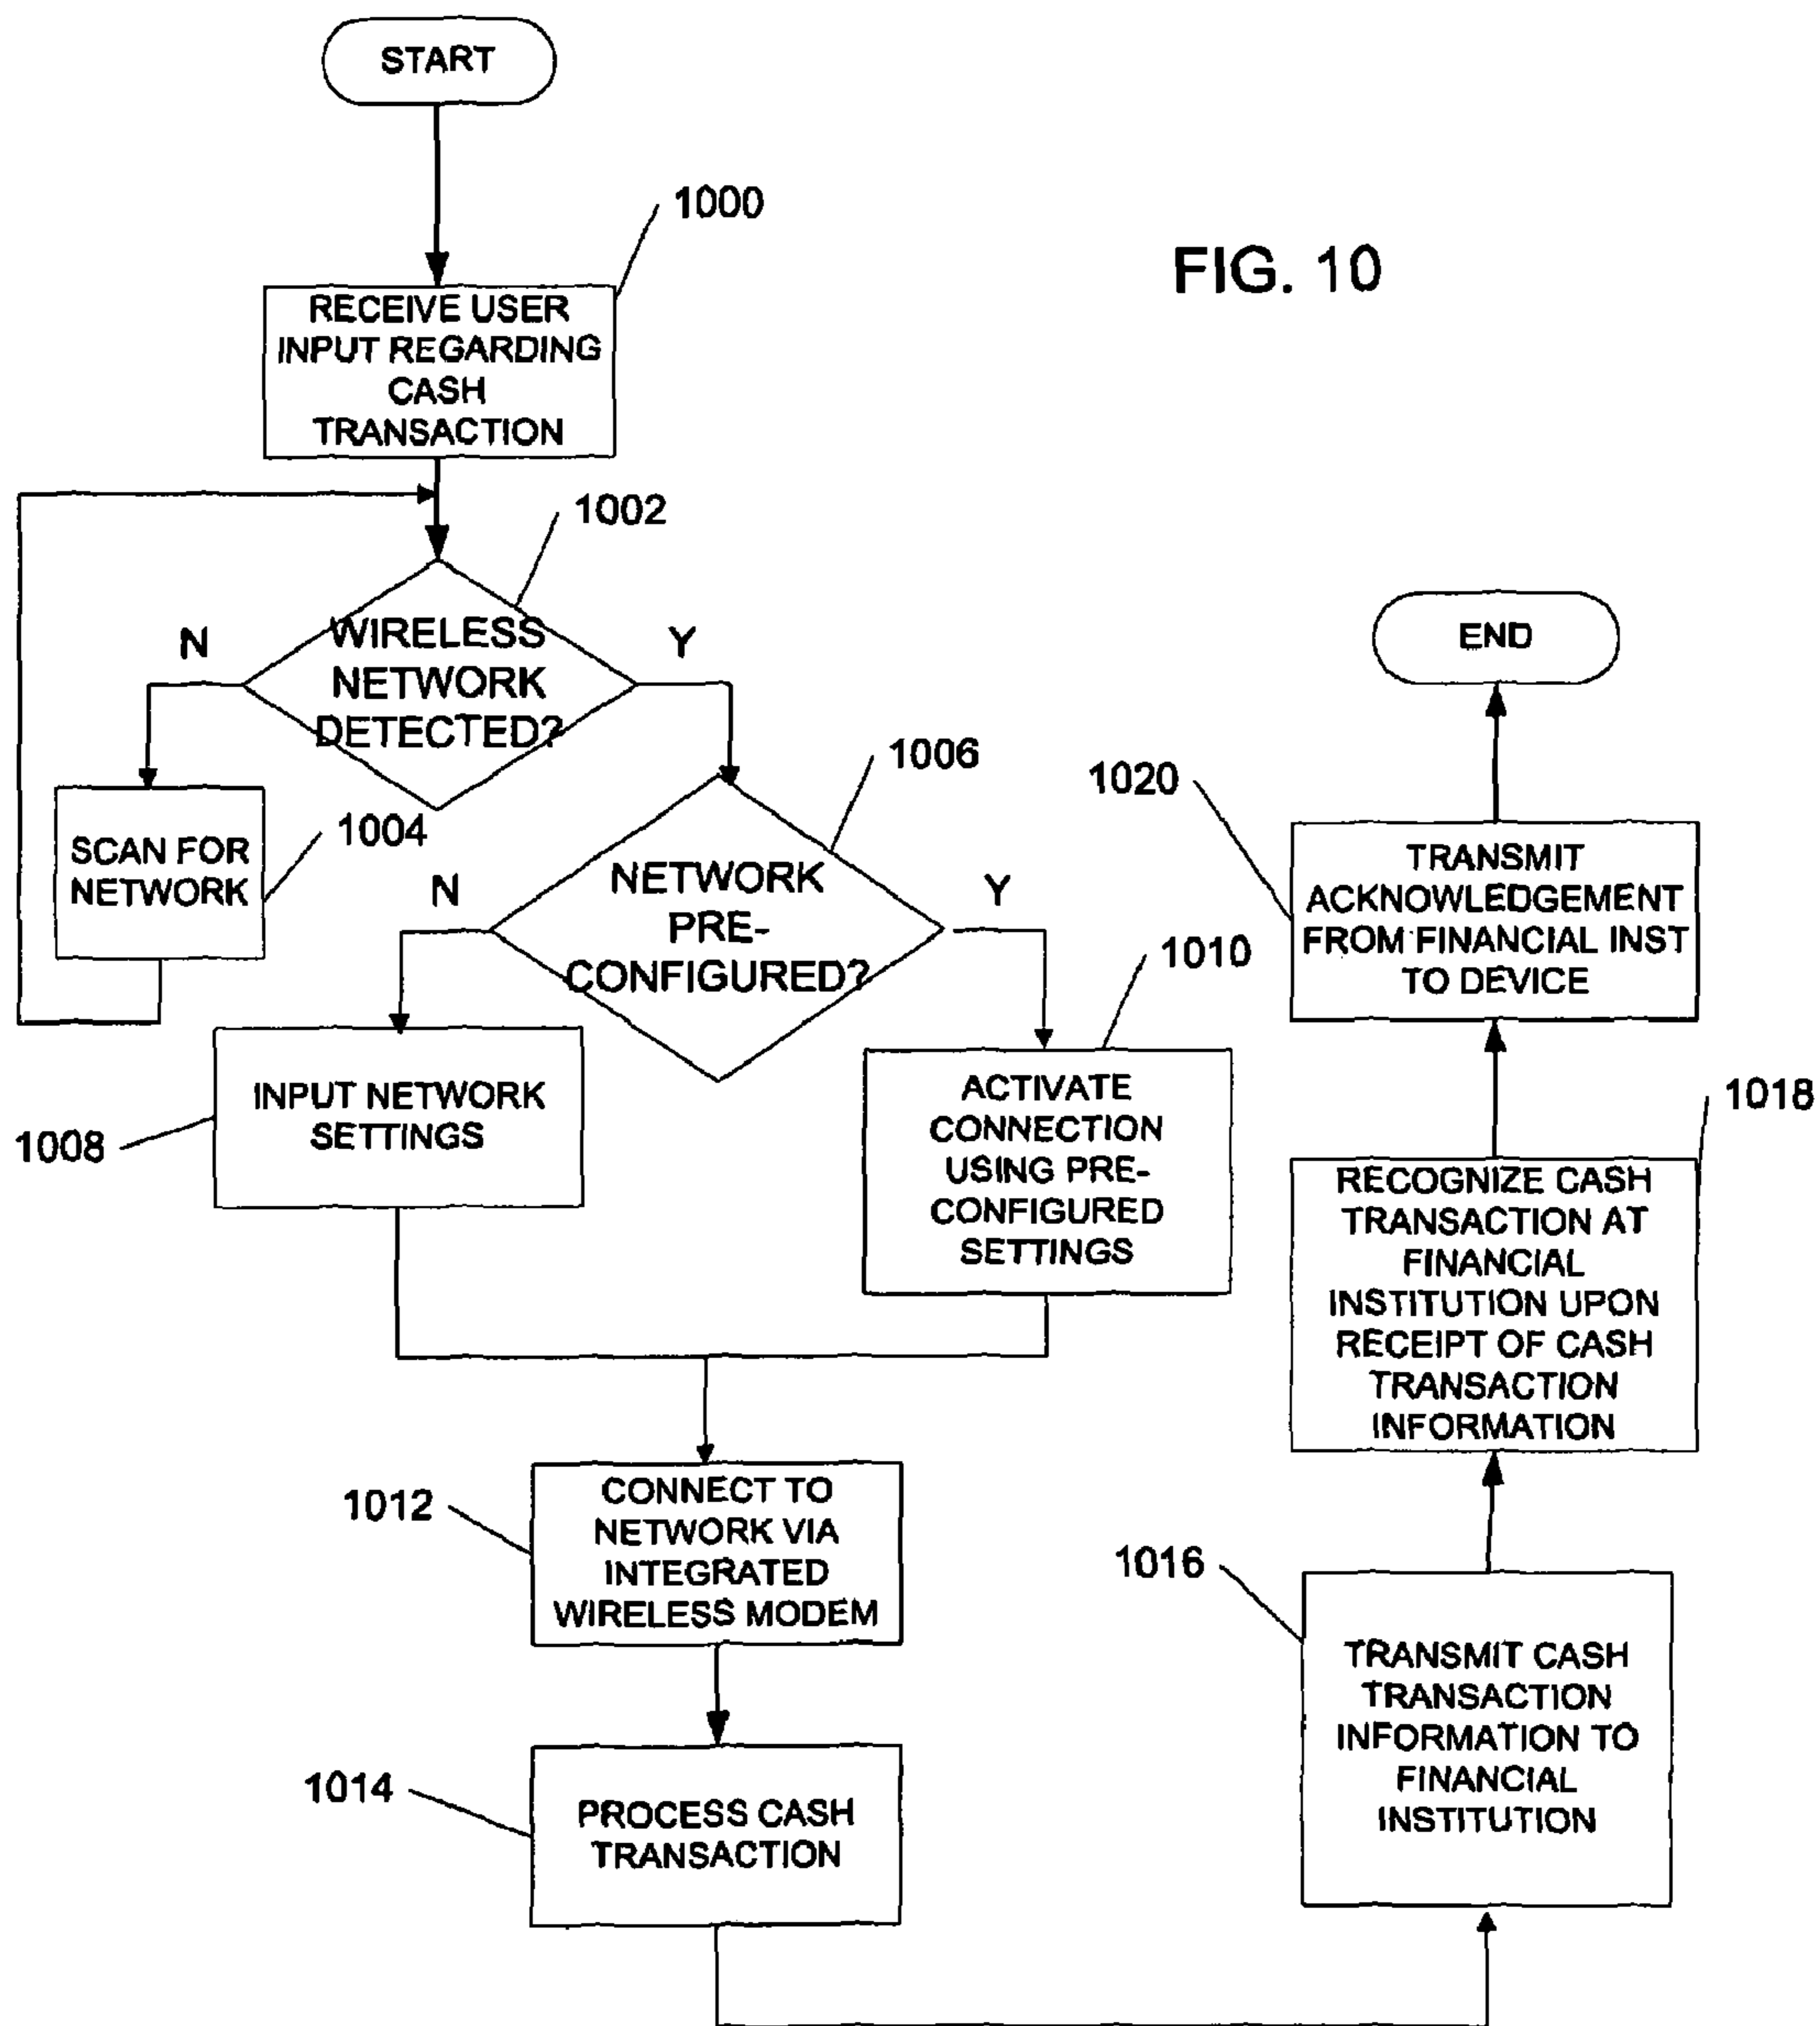 START
1000
FIG. 10
RECEIVE USER
INPUT REGARDING
CASH
TRANSACTION
1002
WIRELESS
NETWORK
DETECTED?
N
Y
SCAN FOR
NETWORK
1004
1006
NETWORK
PRE-
CONFIGURED?
N
Y
INPUT NETWORK
SETTINGS
1008
1010
ACTIVATE
CONNECTION
USING PRE-
CONFIGURED
SETTINGS
1012
CONNECT TO
NETWORK VIA
INTEGRATED
WIRELESS MODEM
1014
PROCESS CASH
TRANSACTION
1016
TRANSMIT CASH
TRANSACTION
INFORMATION TO
FINANCIAL
INSTITUTION
1018
RECOGNIZE CASH
TRANSACTION AT
FINANCIAL
INSTITUTION UPON
RECEIPT OF CASH
TRANSACTION
INFORMATION
1020
TRANSMIT
ACKNOWLEDGEMENT
FROM FINANCIAL INST
TO DEVICE
END